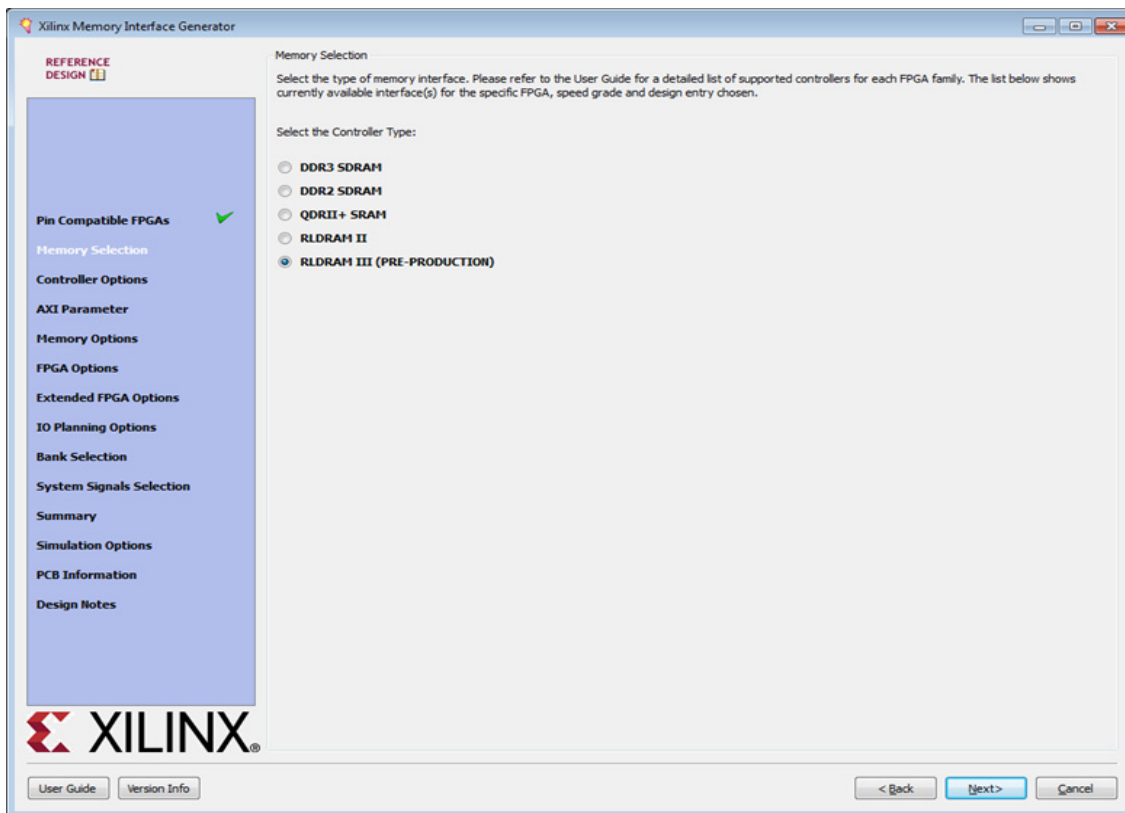 Xilinx Memory Interface Generator
REFERENCE
DESIGN
Pin Compatible FPGAs
Memory Selection
Controller Options
AXI Parameter
Memory Options
FPGA Options
Extended FPGA Options
IO Planning Options
Bank Selection
System Signals Selection
Summary
Simulation Options
PCB Information
Design Notes
XILINX®
Memory Selection
Select the type of memory interface. Please refer to the User Guide for a detailed list of supported controllers for each FPGA family. The list below shows
currently available interface(s) for the specific FPGA, speed grade and design entry chosen.
Select the Controller Type:
DDR3 SDRAM
DDR2 SDRAM
QDRII+ SRAM
RLDRAM II
RLDRAM III (PRE-PRODUCTION)
User Guide Version Info < Back Next> Cancel